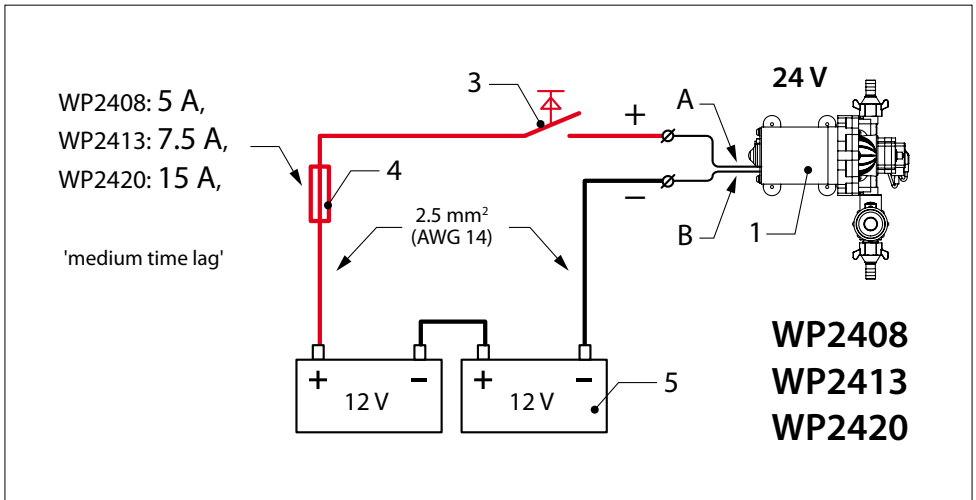 WP2408: 5 A,
WP2413: 7.5 A,
WP2420: 15 A,
'medium time lag'
3
4
2.5 mm²
(AWG 14)
+
−
A
B
1
24 V
+
−
12 V
+
−
12 V
5
WP2408
WP2413
WP2420